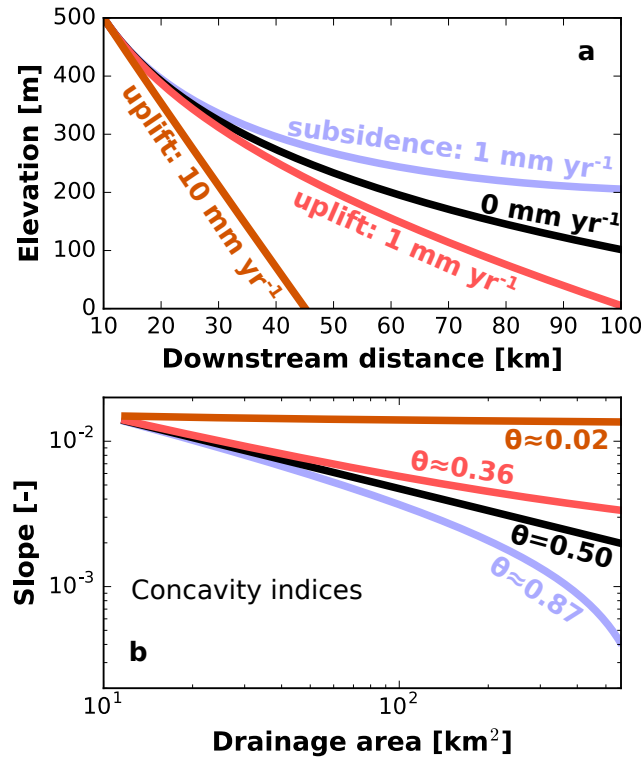 500
400
300
200
100
0
Elevation [m]
a
subsidence: 1 mm yr⁻¹
0 mm yr⁻¹
uplift: 1 mm yr⁻¹
uplift: 10 mm yr⁻¹
10 20 30 40 50 60 70 80 90 100
Downstream distance [km]
10⁻²
10⁻³
Slope [–]
θ≈0.02
θ≈0.36
θ=0.50
θ≈0.87
Concavity indices
b
10¹ 10²
Drainage area [km²]